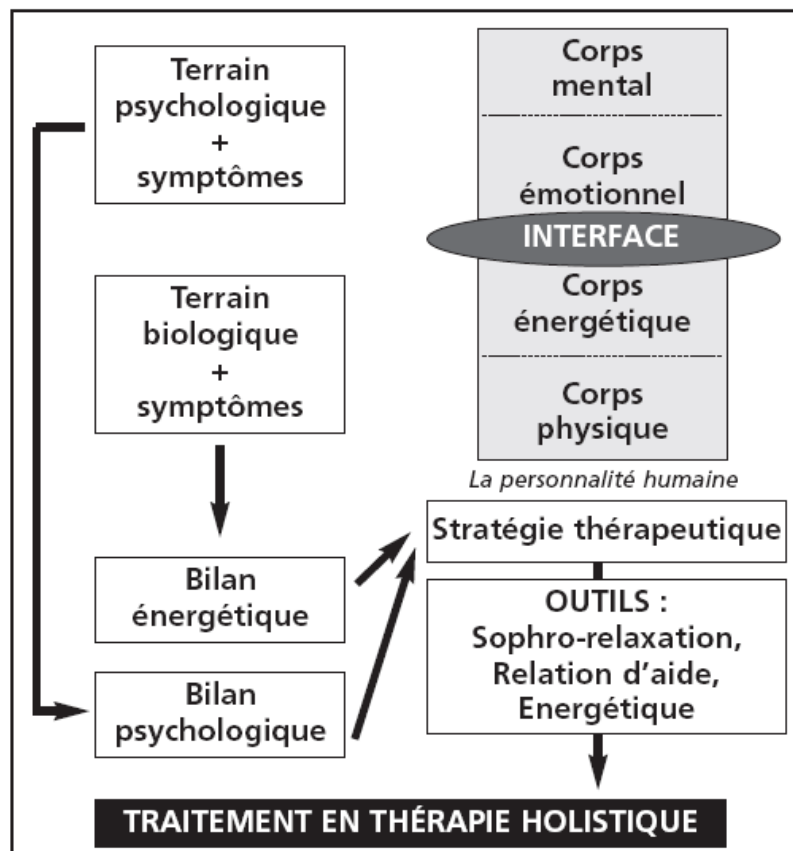 Terrain
psychologique
+
symptômes
Terrain
biologique
+
symptômes
Bilan
énergétique
Bilan
psychologique
Corps
mental
Corps
émotionnel
INTERFACE
Corps
énergétique
Corps
physique
La personnalité humaine
Stratégie thérapeutique
OUTILS :
Sophro-relaxation,
Relation d'aide,
Energétique
TRAITEMENT EN THÉRAPIE HOLISTIQUE